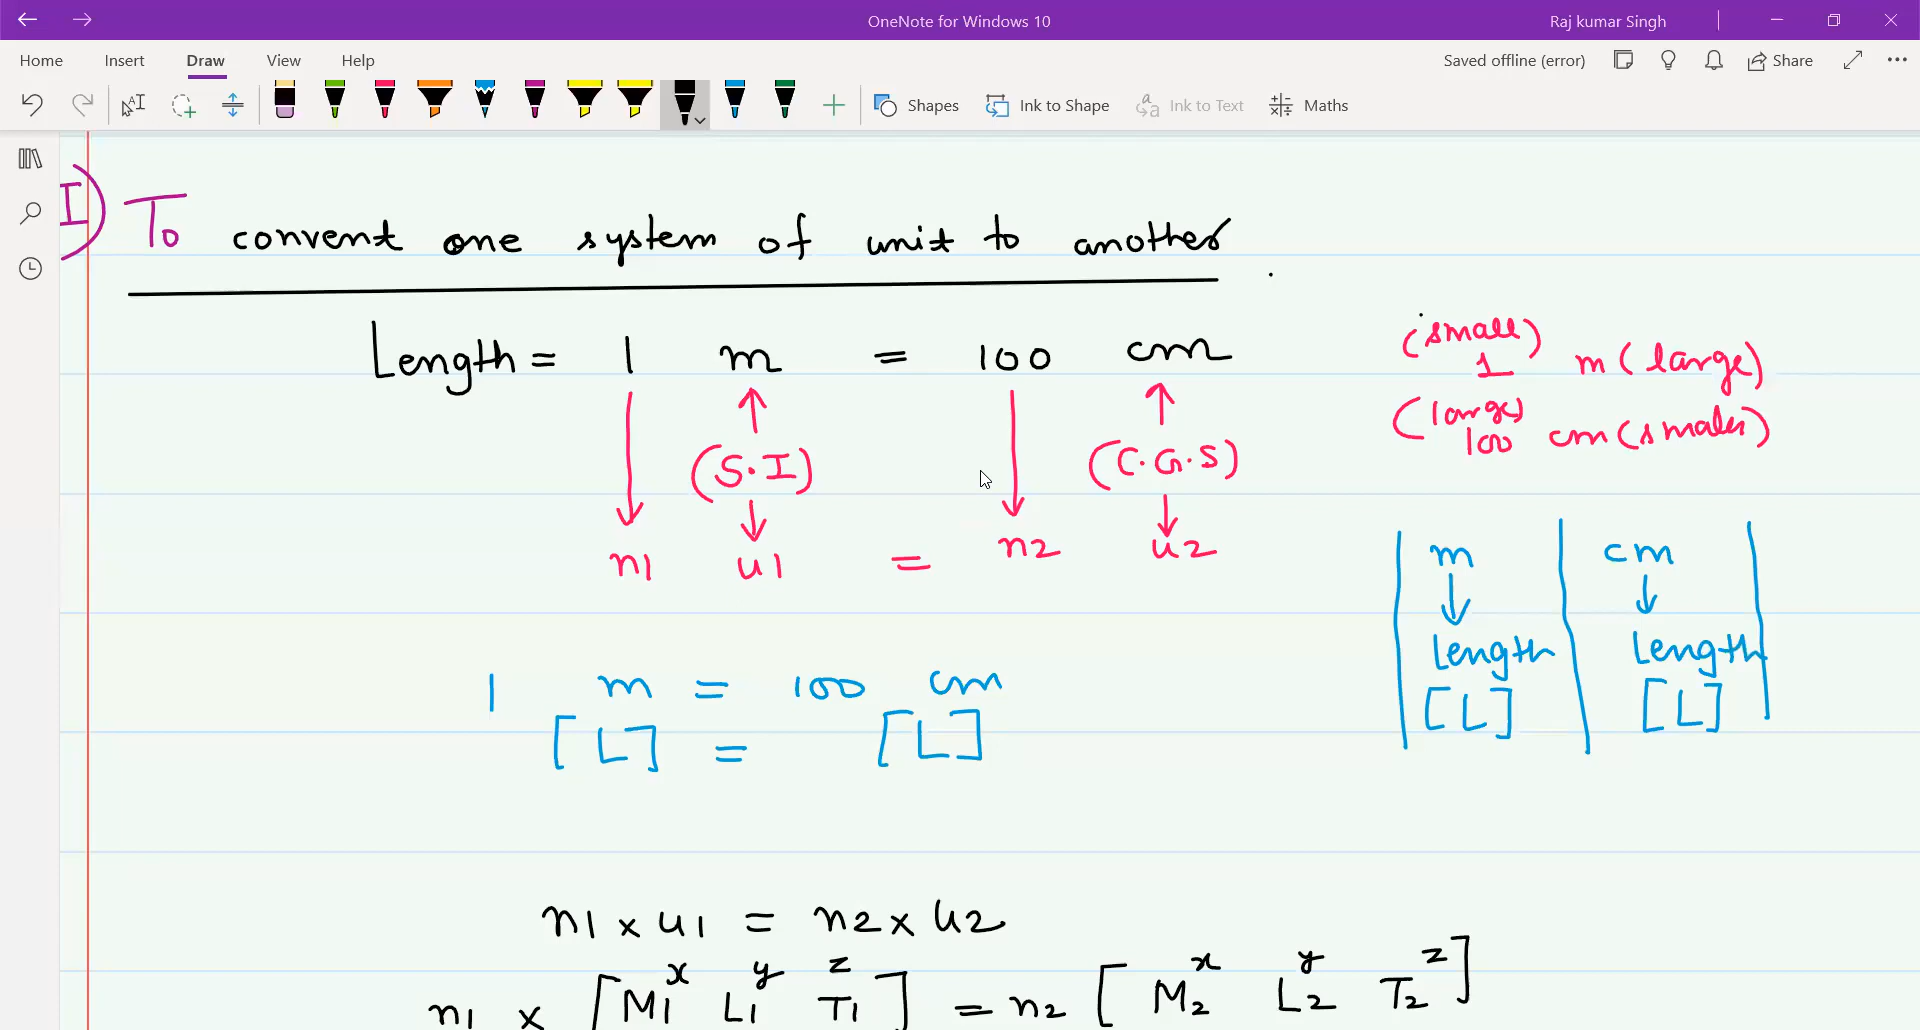 OneNote for Windows 10
Raj kumar Singh
Home Insert Draw View Help
Saved offline (error) Share
Shapes Ink to Shape Ink to Text Maths
I) To convent one system of unit to another
Length = 1 m = 100 cm
(small)
1 m (large)
(large)
100 cm (smaler)
(S.I) (C.G.S)
n1 u1 = n2 u2
m cm
Length Length
[L] [L]
1 m = 100 cm
[L] = [L]
n1 x u1 = n2 x u2
n1 x [M1^x L1^y T1^z] = n2 [M2^x L2^y T2^z]